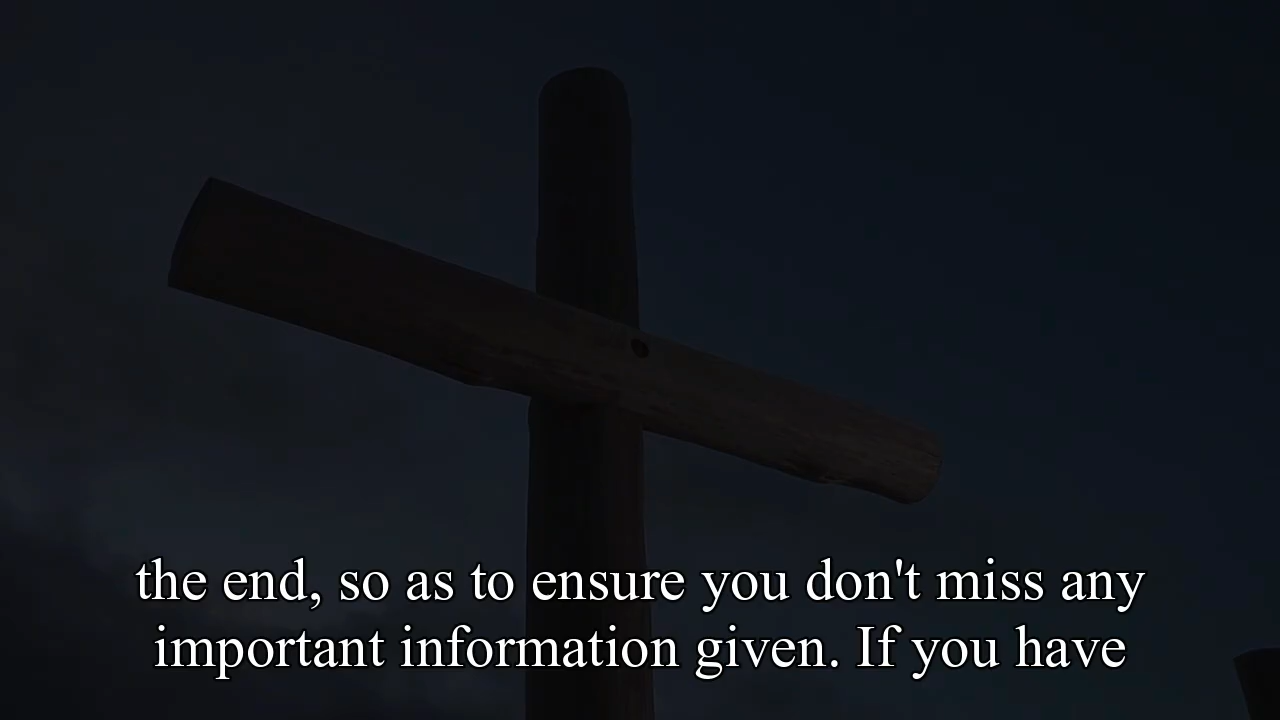 the end, so as to ensure you don't miss any
important information given. If you have